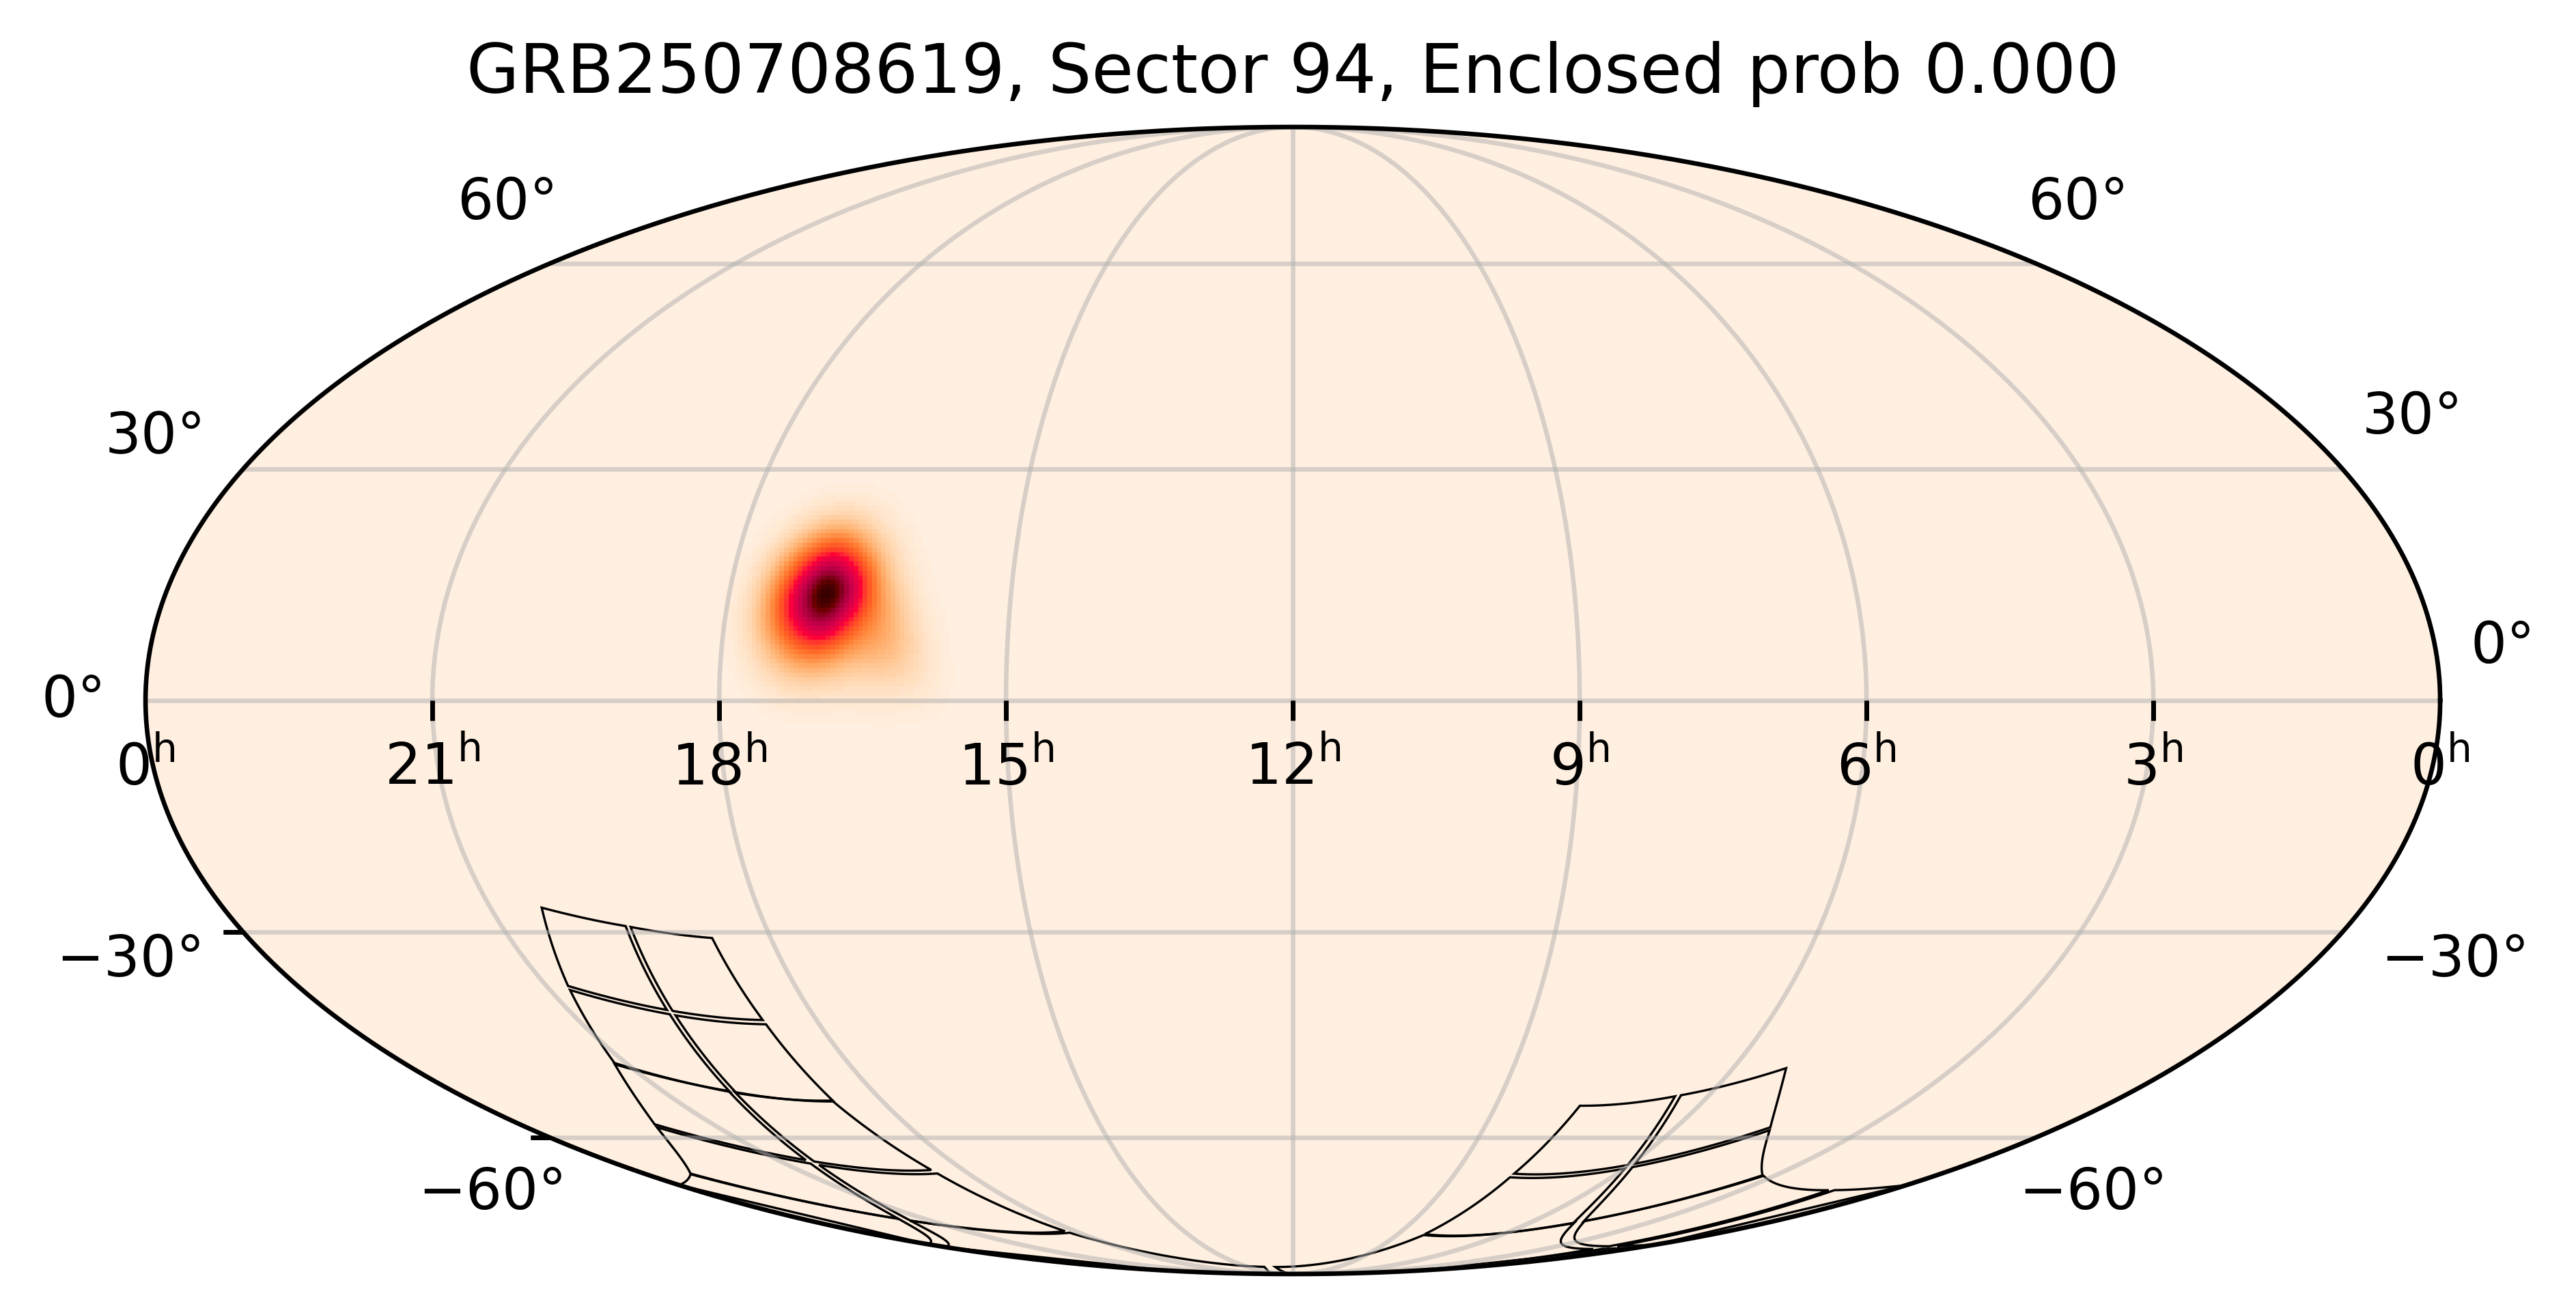 GRB250708619, Sector 94, Enclosed prob 0.000
60° 60°
30° 30°
0° 0°
0ʰ 21ʰ 18ʰ 15ʰ 12ʰ 9ʰ 6ʰ 3ʰ 0ʰ
−30° −30°
−60° −60°